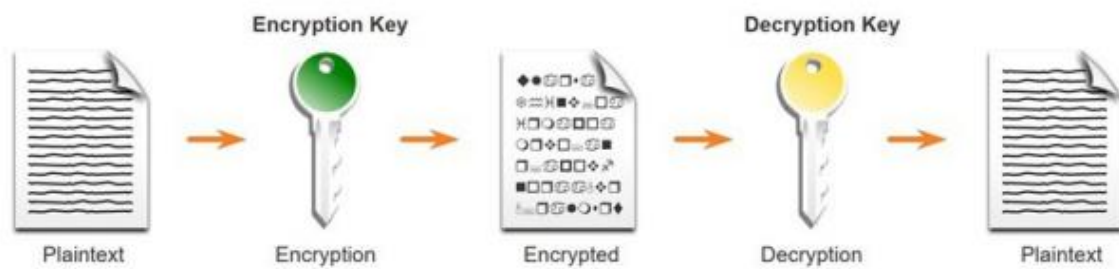 Encryption Key
Decryption Key
Plaintext
Encryption
Encrypted
Decryption
Plaintext